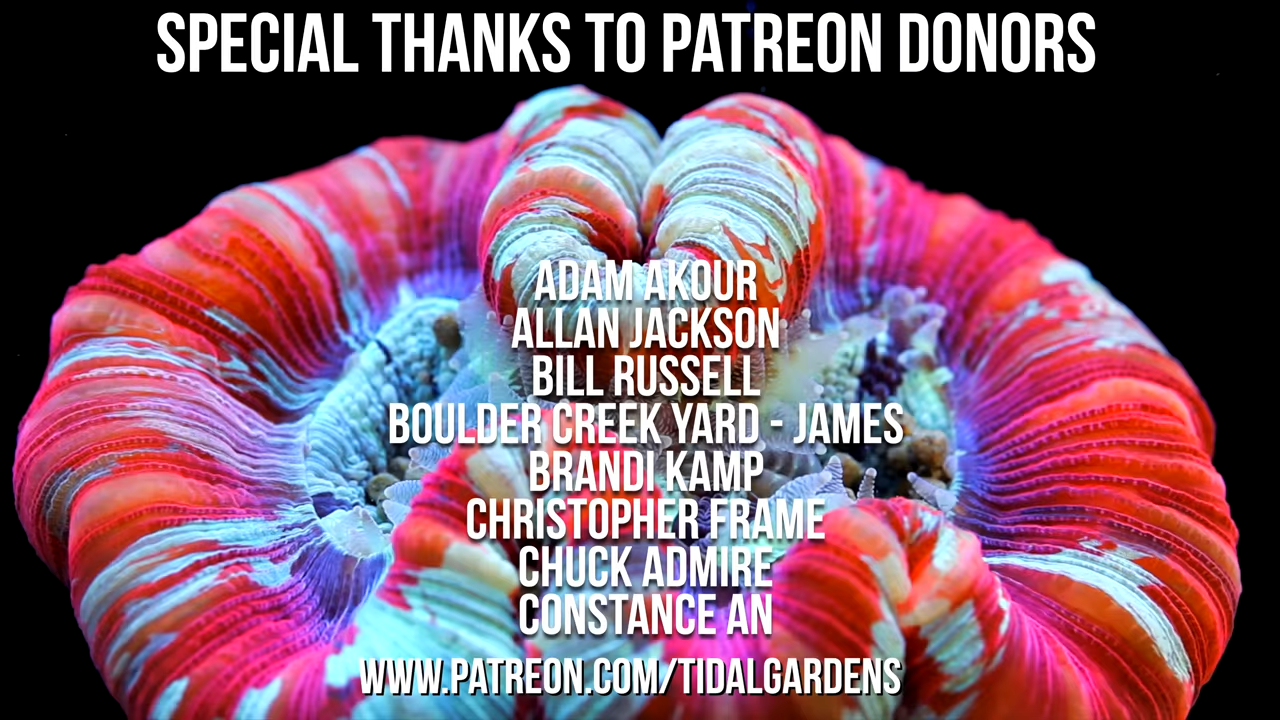 SPECIAL THANKS TO PATREON DONORS
ADAM AKOUR
ALLAN JACKSON
BILL RUSSELL
BOULDER CREEK YARD - JAMES
BRANDI KAMP
CHRISTOPHER FRAME
CHUCK ADMIRE
CONSTANCE AN
WWW.PATREON.COM/TIDALGARDENS